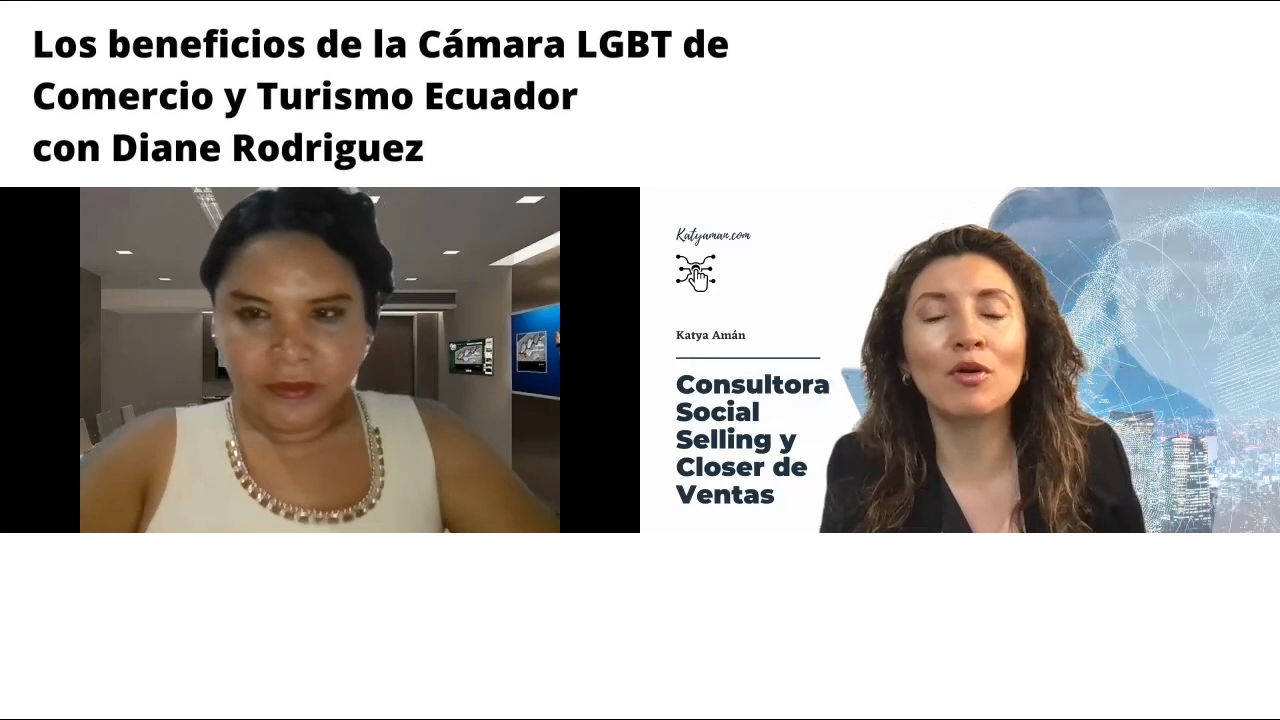 Los beneficios de la Cámara LGBT de
Comercio y Turismo Ecuador
con Diane Rodriguez
Katyaman.com
Katya Amán
Consultora
Social
Selling y
Closer de
Ventas